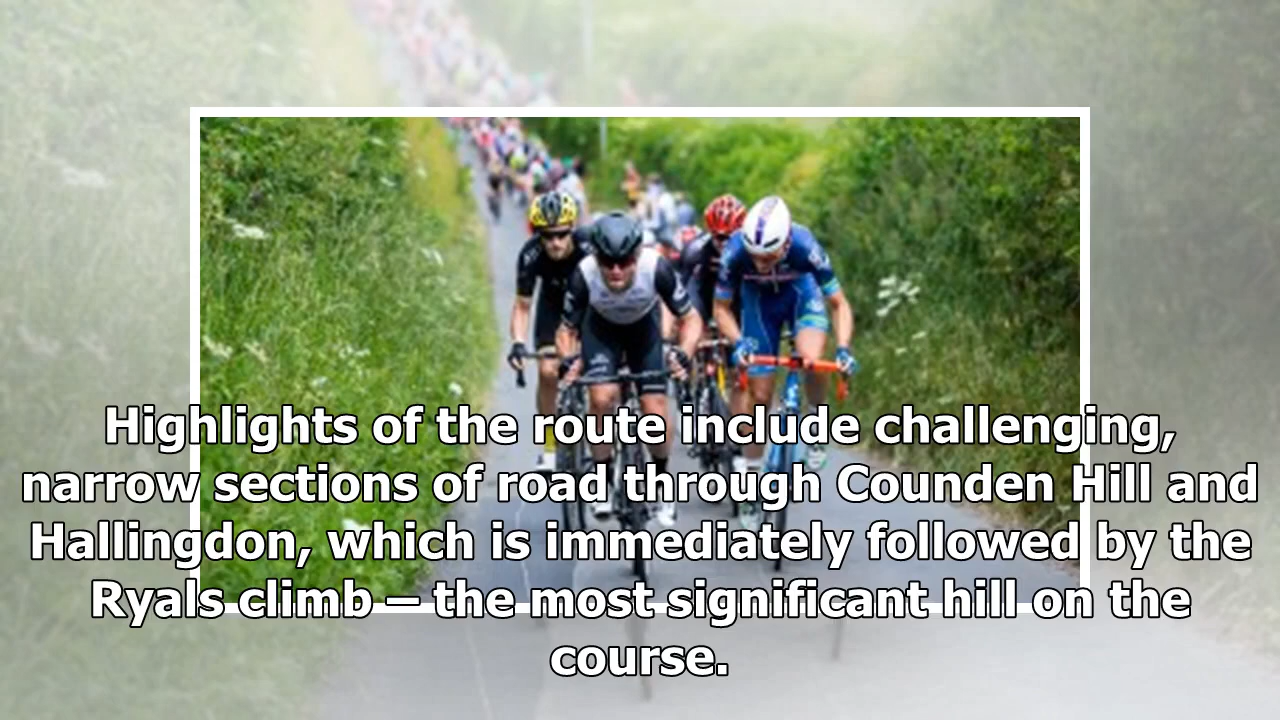 Highlights of the route include challenging,
narrow sections of road through Counden Hill and
Hallingdon, which is immediately followed by the
Ryals climb – the most significant hill on the
course.